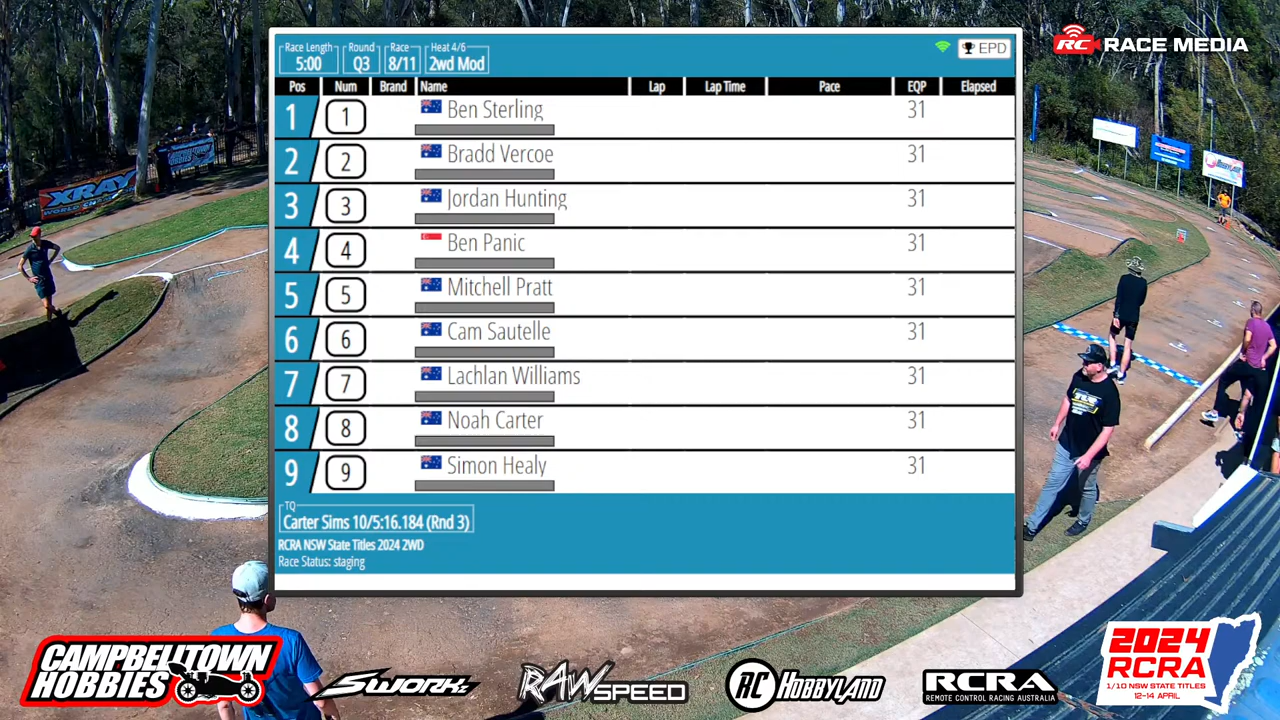 RC RACE MEDIA
Race Length 5:00
Round Q3
Race 8/11
Heat 4/6 2wd Mod
EPD
Pos Num Brand Name Lap Lap Time Pace EQP Elapsed
1 1 Ben Sterling 31
2 2 Bradd Vercoe 31
3 3 Jordan Hunting 31
4 4 Ben Panic 31
5 5 Mitchell Pratt 31
6 6 Cam Sautelle 31
7 7 Lachlan Williams 31
8 8 Noah Carter 31
9 9 Simon Healy 31
TQ
Carter Sims 10/5:16.184 (Rnd 3)
RCRA NSW State Titles 2024 2WD
Race Status: staging
XRAY
CAMPBELLTOWN
HOBBIES
SWORK.
RAW SPEED
RC HOBBYLAND
RCRA
REMOTE CONTROL RACING AUSTRALIA
2024
RCRA
1/10 NSW STATE TITLES
12-14 APRIL